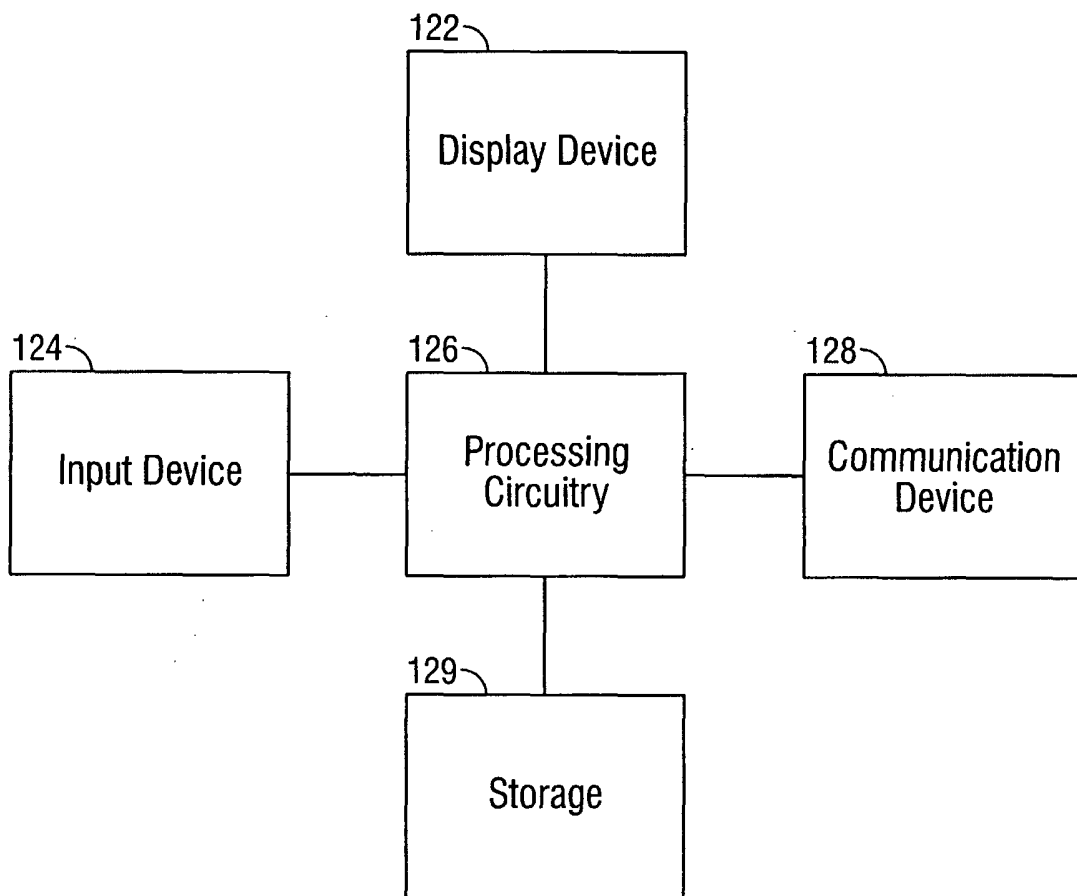 122
Display Device
124
Input Device
126
Processing
Circuitry
128
Communication
Device
129
Storage